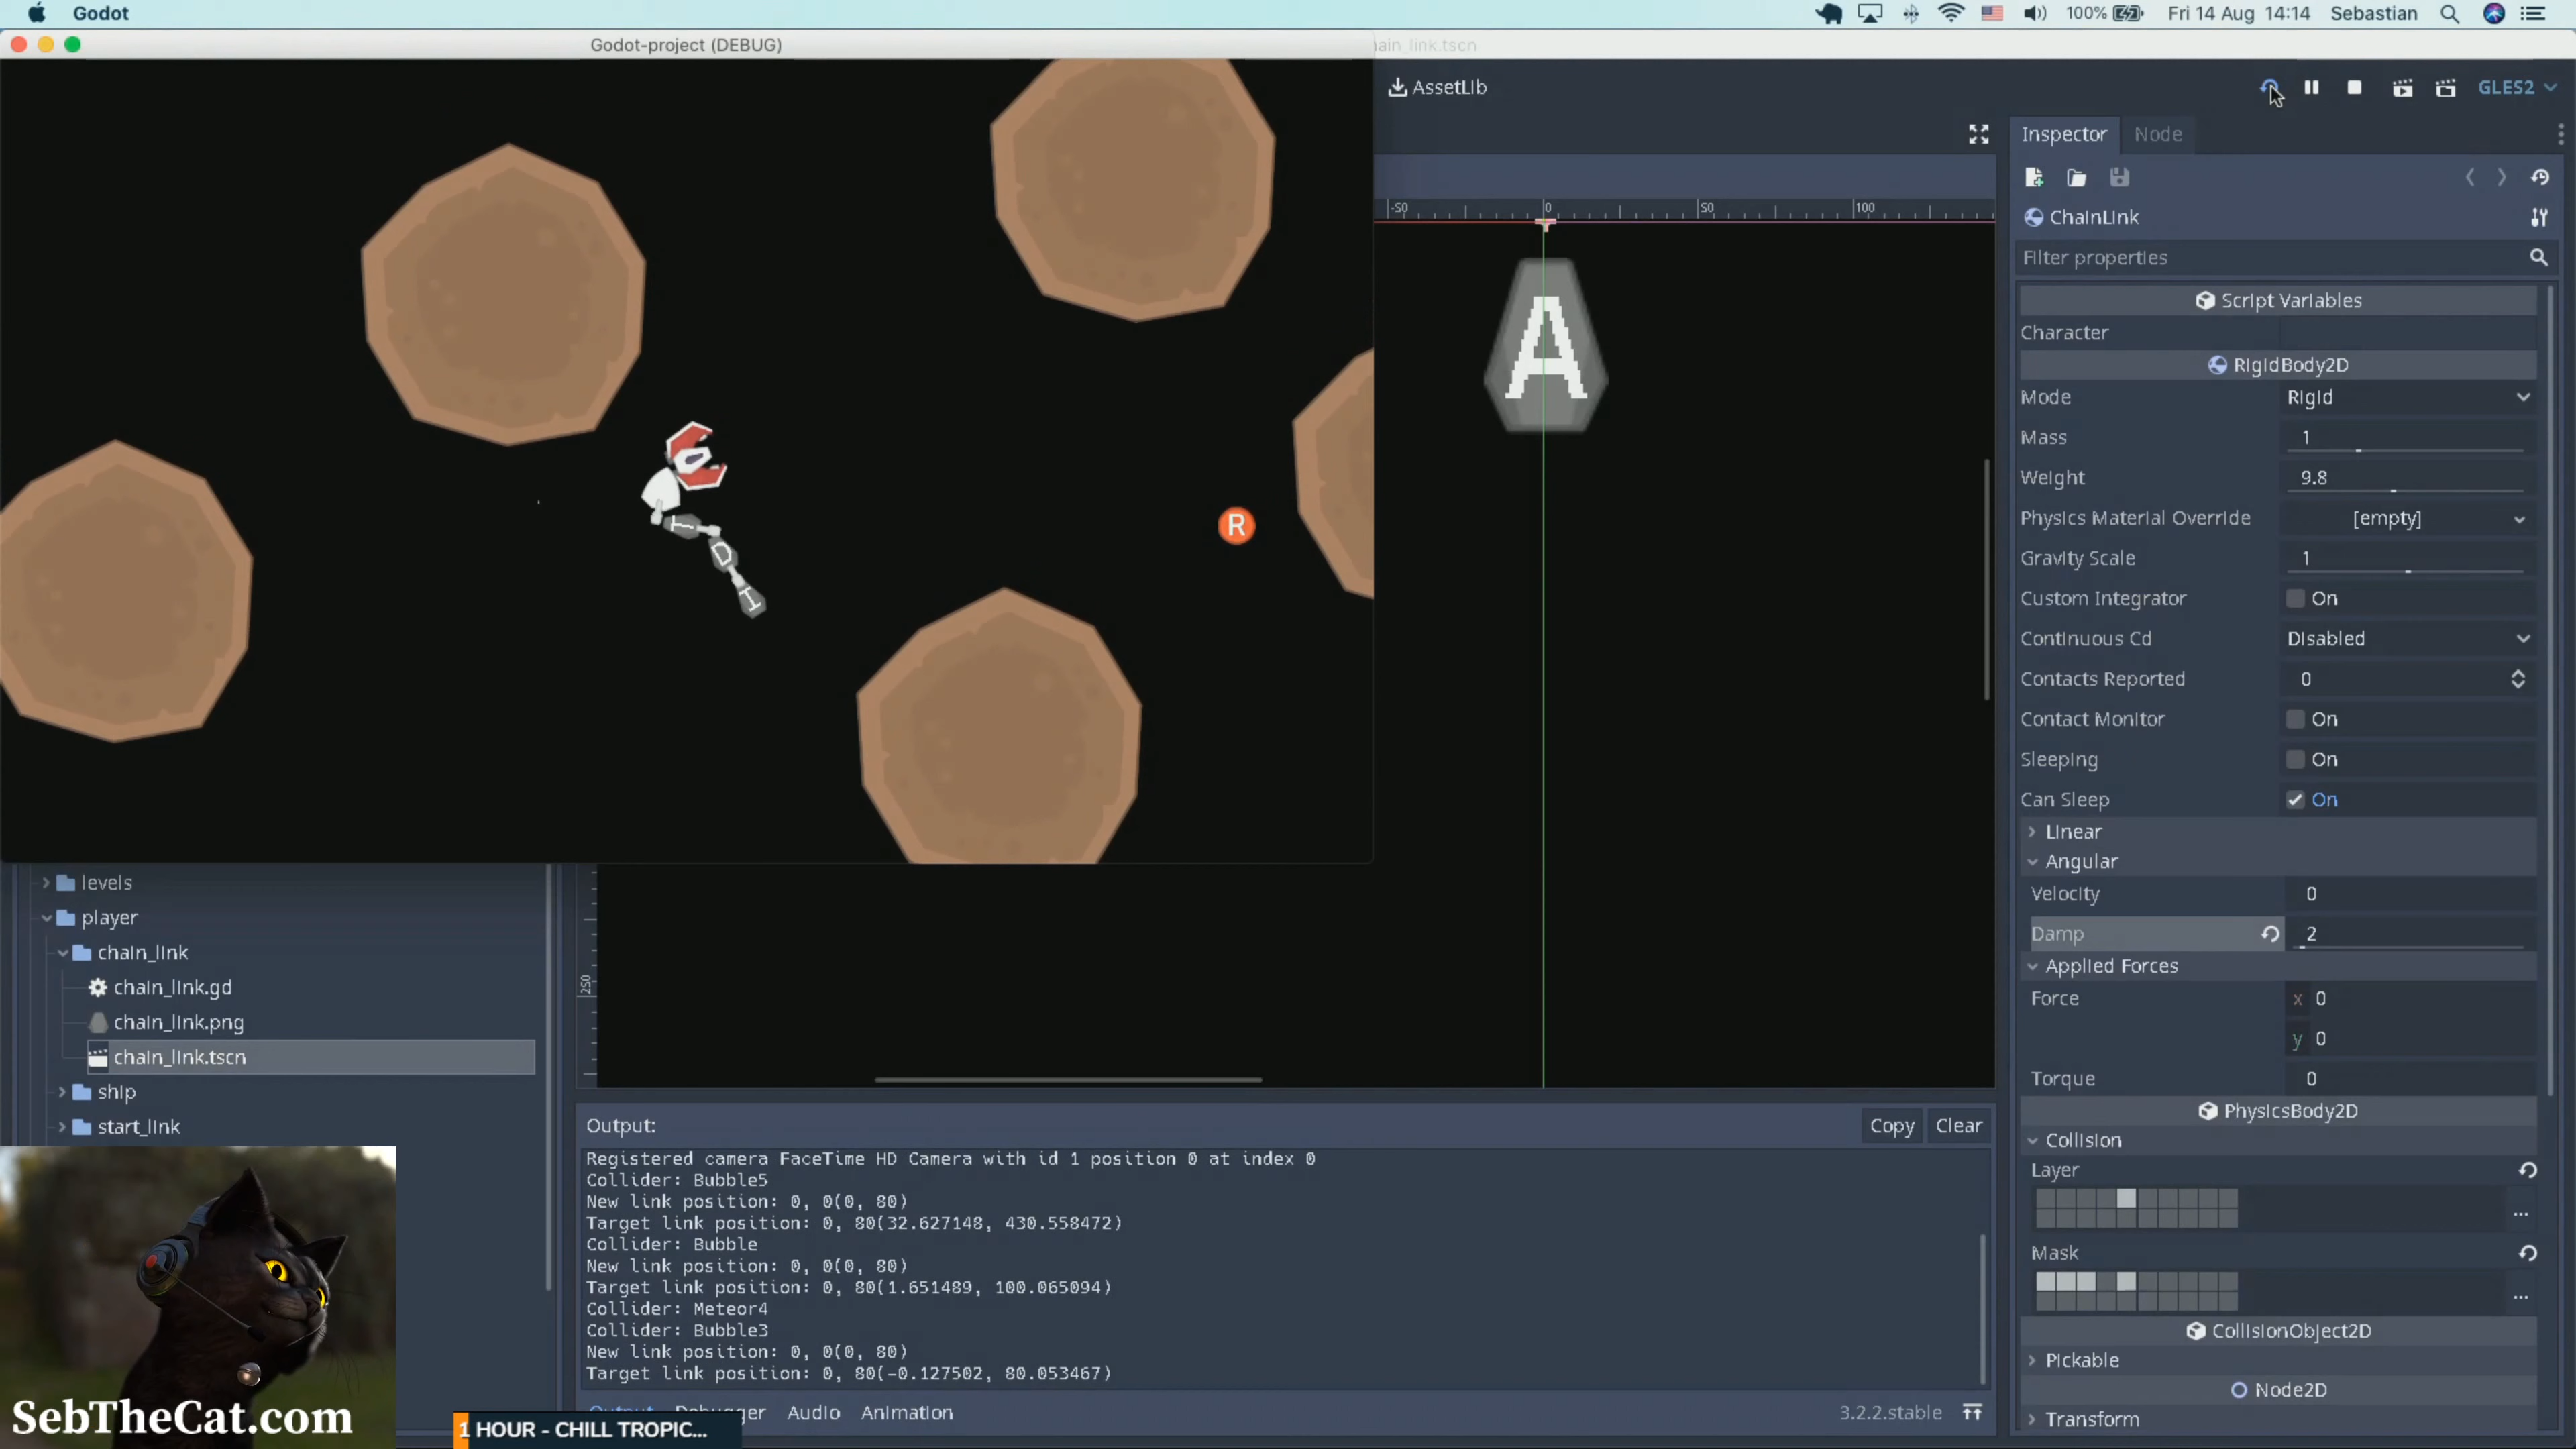 Godot
100%
Fri 14 Aug 14:14
Sebastian
Godot-project (DEBUG)
ain_link.tscn
AssetLib
GLES2
Inspector
Node
-50
0
50
100
ChainLink
Filter properties
Script Variables
Character
RigidBody2D
Mode
Rigid
Mass
1
Weight
9.8
Physics Material Override
[empty]
Gravity Scale
1
Custom Integrator
On
Continuous Cd
Disabled
Contacts Reported
0
Contact Monitor
On
Sleeping
On
Can Sleep
On
Linear
Angular
Velocity
0
Damp
2
Applied Forces
Force
x 0
y 0
Torque
0
PhysicsBody2D
Collision
Layer
...
Mask
...
CollisionObject2D
Pickable
Node2D
Transform
A
R
I
D
I
levels
player
chain_link
chain_link.gd
chain_link.png
chain_link.tscn
ship
start_link
250
Output:
Copy
Clear
Registered camera FaceTime HD Camera with id 1 position 0 at index 0
Collider: Bubble5
New link position: 0, 0(0, 80)
Target link position: 0, 80(32.627148, 430.558472)
Collider: Bubble
New link position: 0, 0(0, 80)
Target link position: 0, 80(1.651489, 100.065094)
Collider: Meteor4
Collider: Bubble3
New link position: 0, 0(0, 80)
Target link position: 0, 80(-0.127502, 80.053467)
Output
Debugger
Audio
Animation
3.2.2.stable
SebTheCat.com
1 HOUR - CHILL TROPIC...